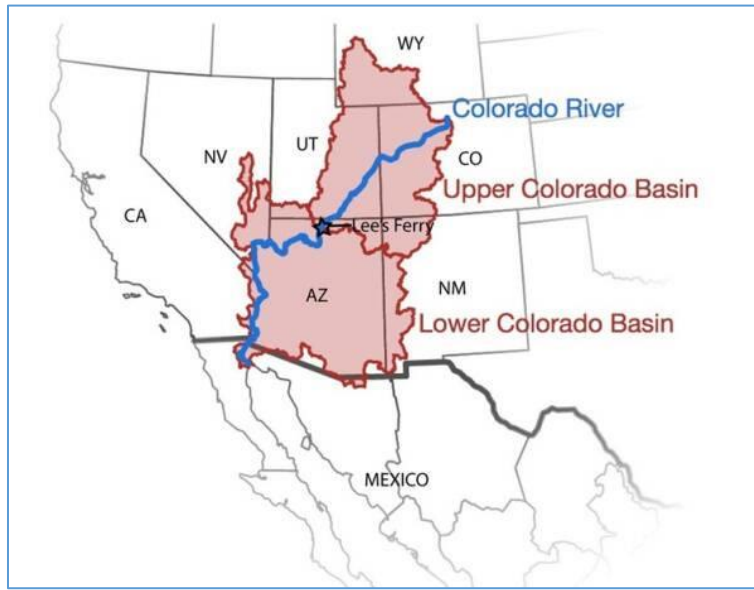 WY
Colorado River
UT
NV
CO
Upper Colorado Basin
CA
Lee's Ferry
AZ
NM
Lower Colorado Basin
MEXICO